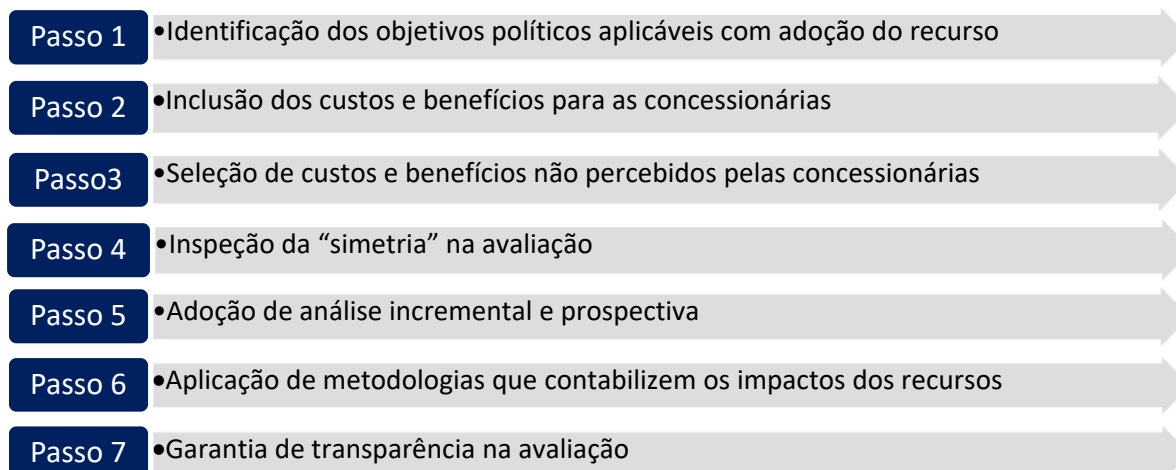 Passo 1 •Identificação dos objetivos políticos aplicáveis com adoção do recurso
Passo 2 •Inclusão dos custos e benefícios para as concessionárias
Passo3 •Seleção de custos e benefícios não percebidos pelas concessionárias
Passo 4 •Inspeção da “simetria” na avaliação
Passo 5 •Adoção de análise incremental e prospectiva
Passo 6 •Aplicação de metodologias que contabilizem os impactos dos recursos
Passo 7 •Garantia de transparência na avaliação